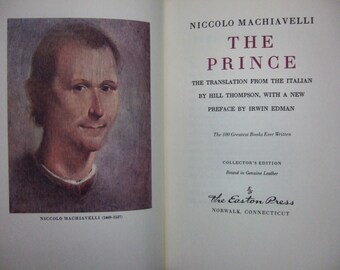 NICCOLO MACHIAVELLI (1469-1527)
NICCOLO MACHIAVELLI
THE
PRINCE
THE TRANSLATION FROM THE ITALIAN
BY HILL THOMPSON, WITH A NEW
PREFACE BY IRWIN EDMAN
The 100 Greatest Books Ever Written
COLLECTOR'S EDITION
Bound in Genuine Leather
The Easton Press
NORWALK, CONNECTICUT